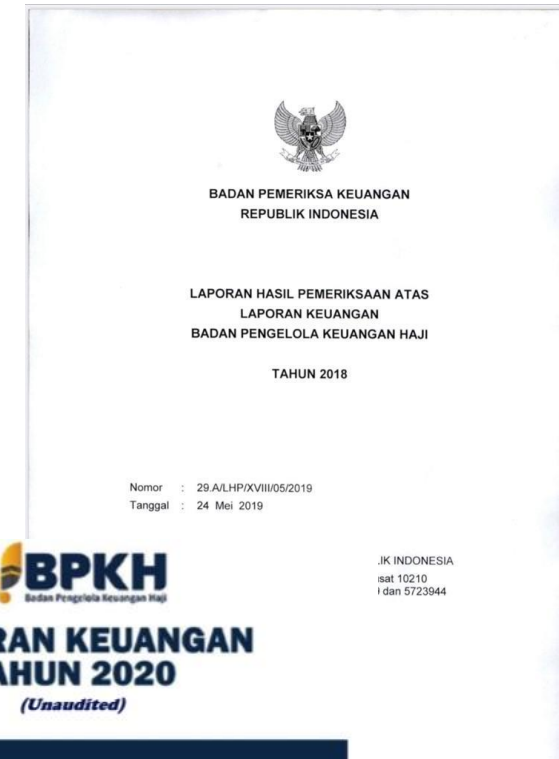 BADAN PEMERIKSA KEUANGAN
REPUBLIK INDONESIA
LAPORAN HASIL PEMERIKSAAN ATAS
LAPORAN KEUANGAN
BADAN PENGELOLA KEUANGAN HAJI
TAHUN 2018
Nomor : 29.A/LHP/XVIII/05/2019
Tanggal : 24 Mei 2019
IK INDONESIA
sat 10210
dan 5723944
BPKH
Badan Pengelola Keuangan Haji
RAN KEUANGAN
AHUN 2020
(Unaudited)